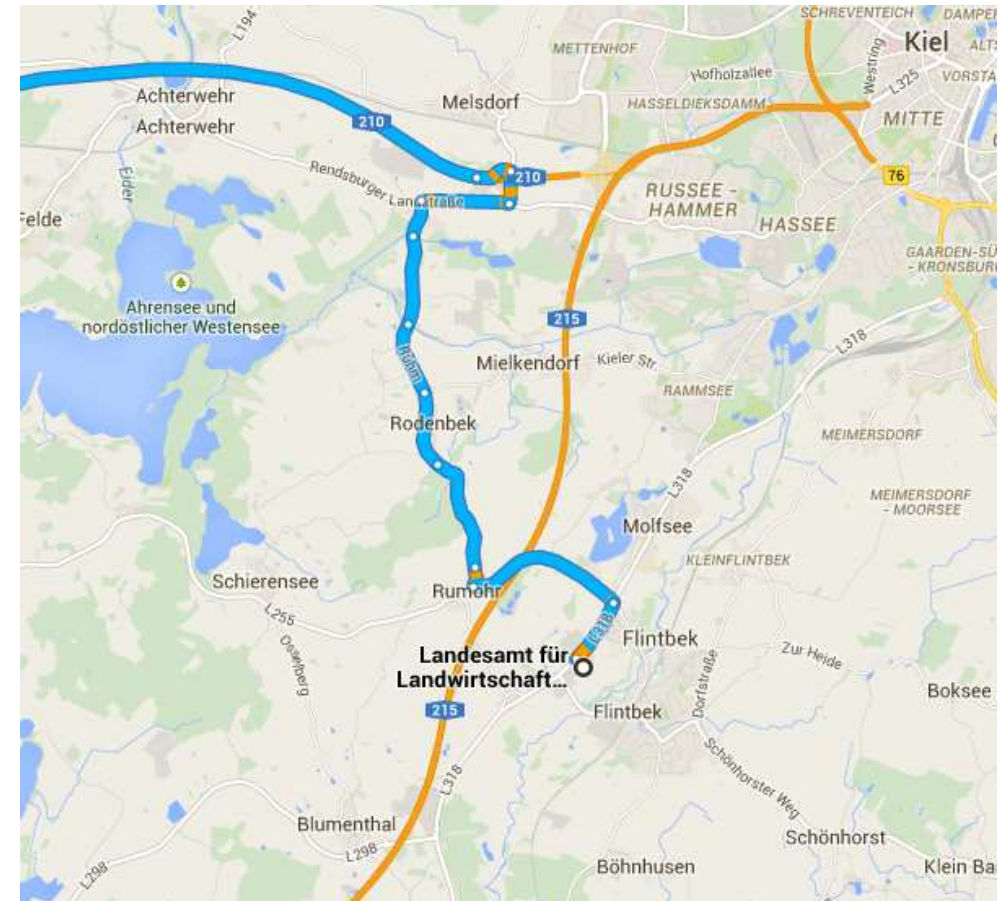 SCHREVENTEICH
L194
METTENHOF
Kiel
Westring
Hofholzallee
L325
Achterwehr
Melsdorf
HASSELDIEKSDAMM
VORSTA
210
MITTE
Achterwehr
Rendsburger Landstraße
210
76
Eider
RUSSEE -
HAMMER
Felde
HASSEE
GAARDEN-SÜ
- KRONSBURG
Ahrensee und
nordöstlicher Westensee
215
L318
Mielkendorf
Kieler Str.
RAMMSEE
Rodenbek
MEIMERSDORF
L318
MEIMERSDORF
- MOORSEE
Molfsee
KLEINFLINTBEK
Schierensee
Rumohr
L255
L318
Flintbek
Osselberg
Landesamt für
Landwirtschaft...
Zur Heide
Dorfstraße
Boksee
215
Flintbek
L318
Schönhorster Weg
Blumenthal
L298
Schönhorst
L298
Böhnhusen
Klein Ba